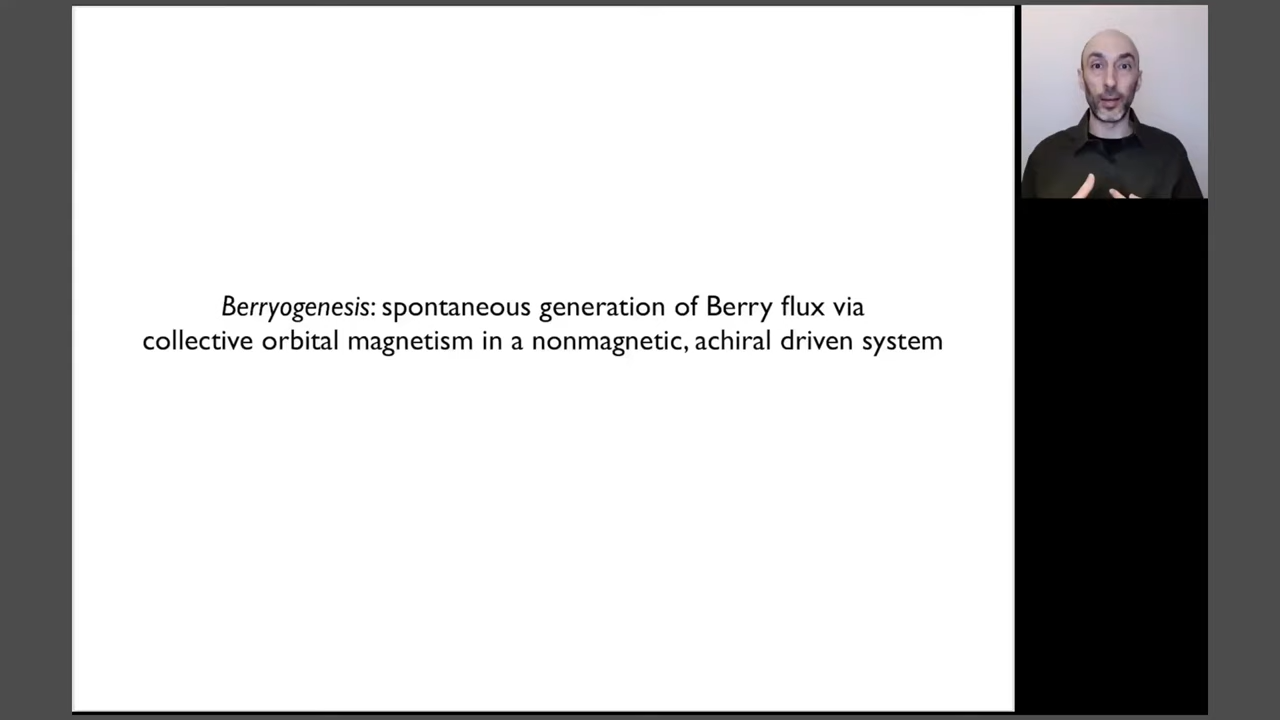 Berryogenesis: spontaneous generation of Berry flux via
collective orbital magnetism in a nonmagnetic, achiral driven system